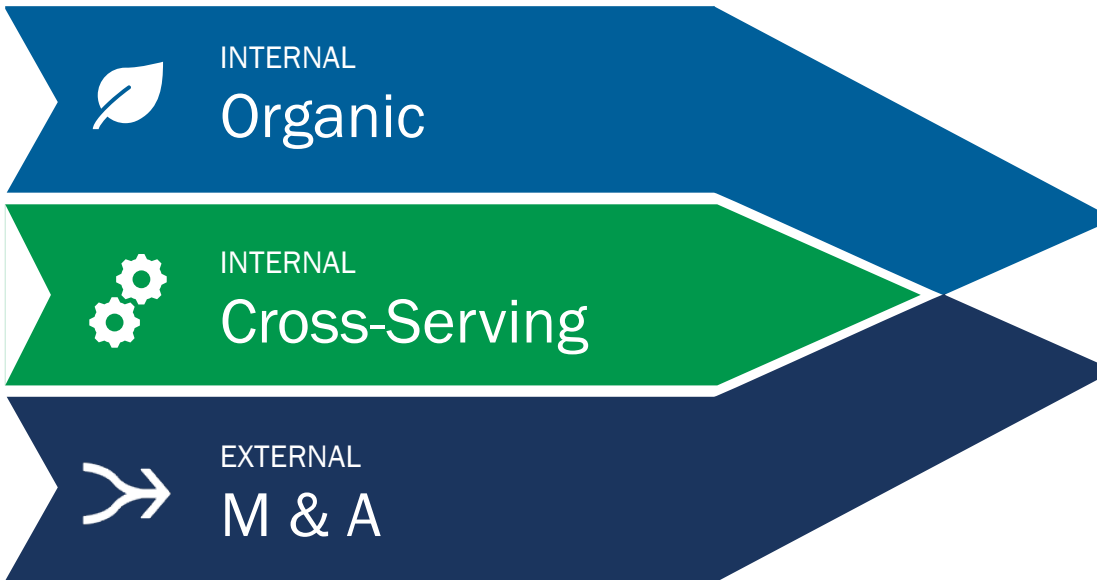 INTERNAL
Organic
INTERNAL
Cross-Serving
EXTERNAL
M & A